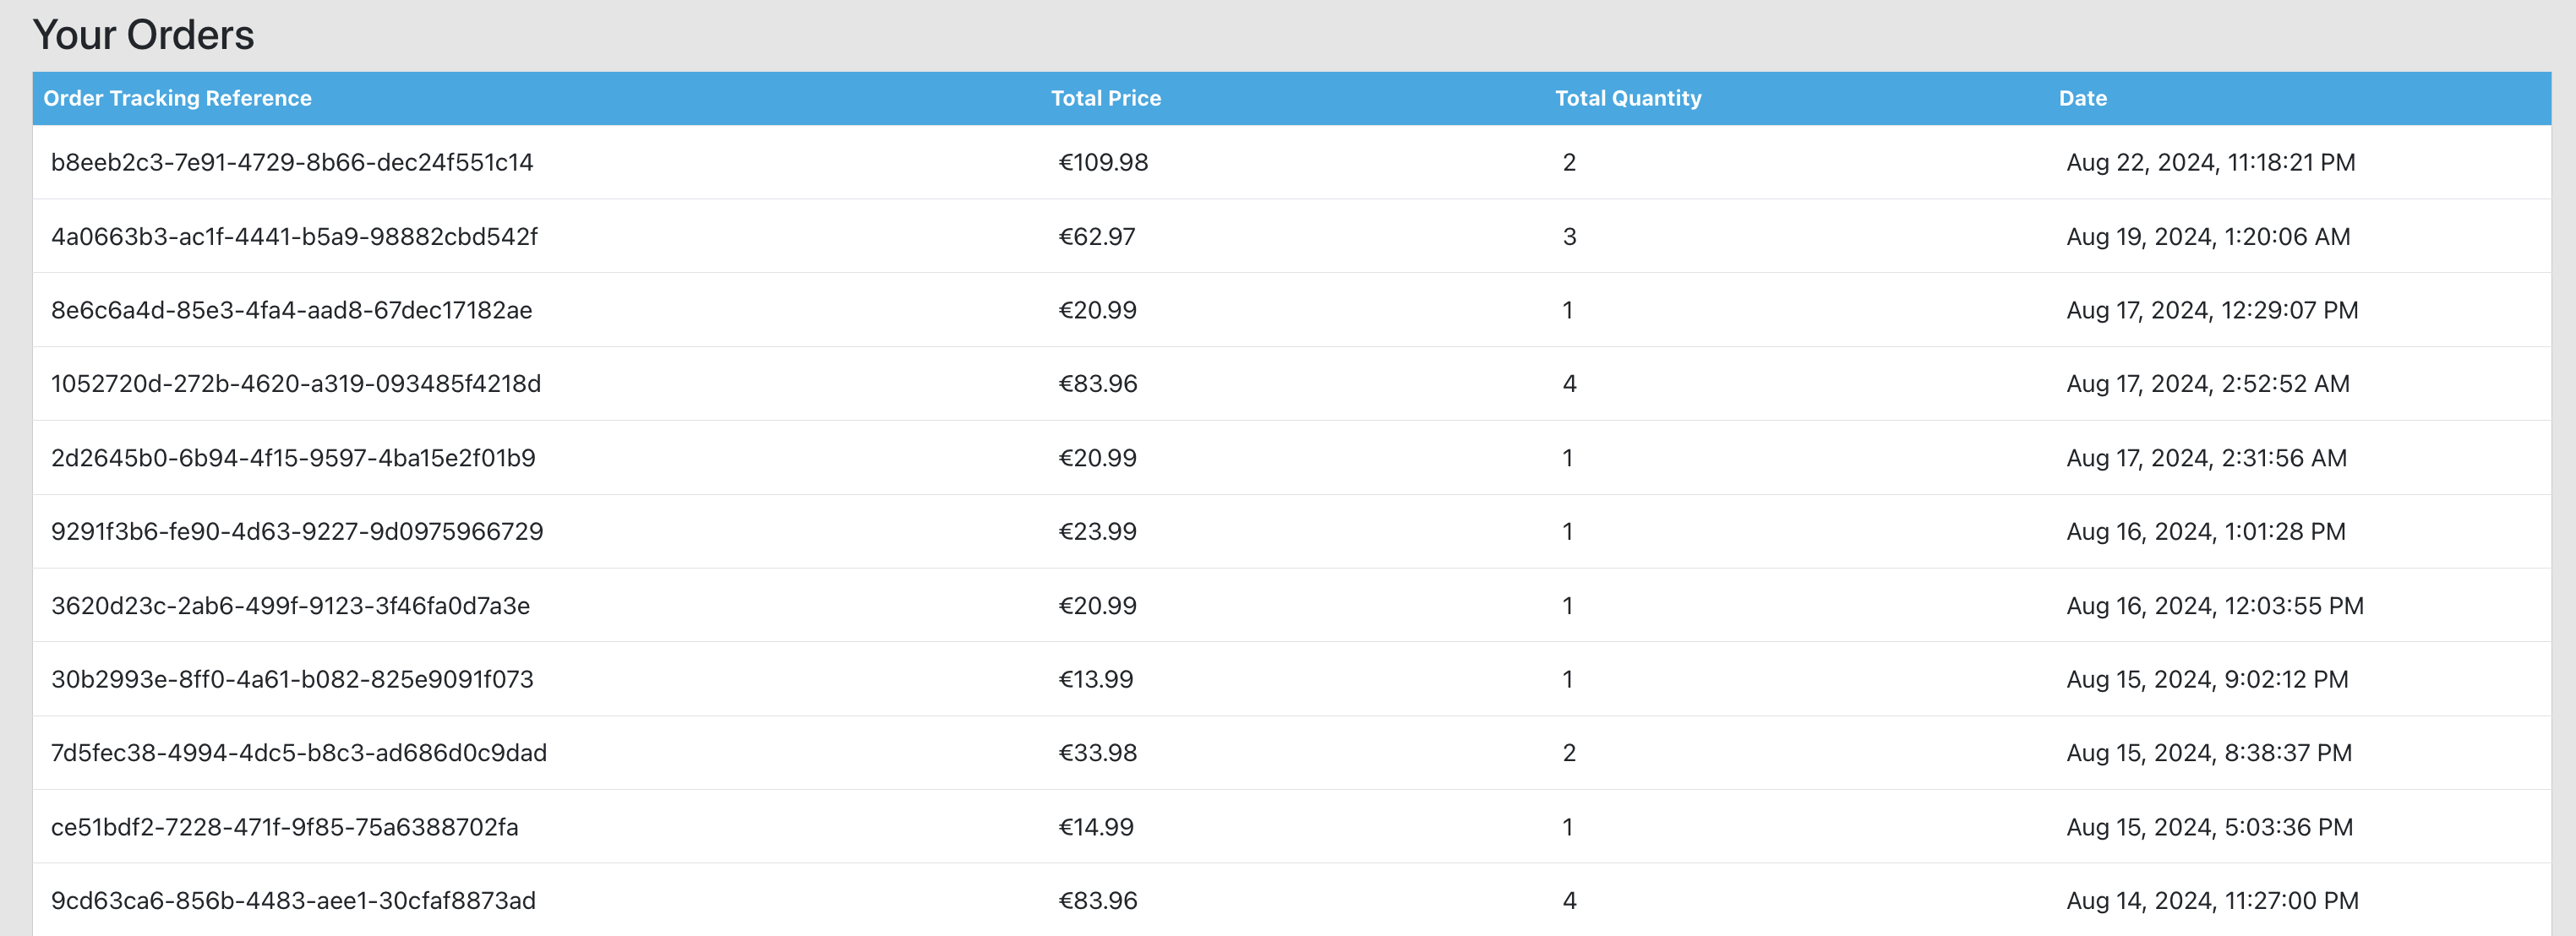 Your Orders
Order Tracking Reference Total Price Total Quantity Date
b8eeb2c3-7e91-4729-8b66-dec24f551c14 €109.98 2 Aug 22, 2024, 11:18:21 PM
4a0663b3-ac1f-4441-b5a9-98882cbd542f €62.97 3 Aug 19, 2024, 1:20:06 AM
8e6c6a4d-85e3-4fa4-aad8-67dec17182ae €20.99 1 Aug 17, 2024, 12:29:07 PM
1052720d-272b-4620-a319-093485f4218d €83.96 4 Aug 17, 2024, 2:52:52 AM
2d2645b0-6b94-4f15-9597-4ba15e2f01b9 €20.99 1 Aug 17, 2024, 2:31:56 AM
9291f3b6-fe90-4d63-9227-9d0975966729 €23.99 1 Aug 16, 2024, 1:01:28 PM
3620d23c-2ab6-499f-9123-3f46fa0d7a3e €20.99 1 Aug 16, 2024, 12:03:55 PM
30b2993e-8ff0-4a61-b082-825e9091f073 €13.99 1 Aug 15, 2024, 9:02:12 PM
7d5fec38-4994-4dc5-b8c3-ad686d0c9dad €33.98 2 Aug 15, 2024, 8:38:37 PM
ce51bdf2-7228-471f-9f85-75a6388702fa €14.99 1 Aug 15, 2024, 5:03:36 PM
9cd63ca6-856b-4483-aee1-30cfaf8873ad €83.96 4 Aug 14, 2024, 11:27:00 PM